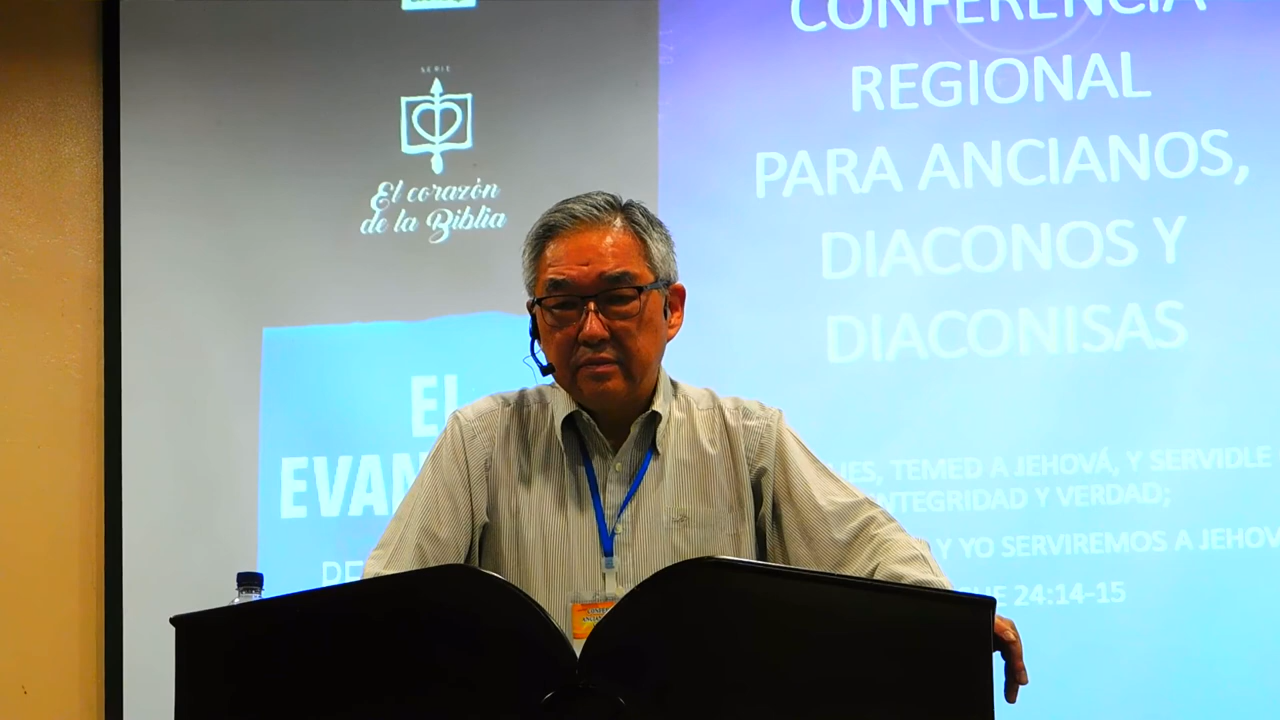 SERIE
El corazón
de la Biblia
EL
EVAN
CONFERENCIA
REGIONAL
PARA ANCIANOS,
DIACONOS Y
DIACONISAS
TEMED A JEHOVÁ, Y SERVIDLE
INTEGRIDAD Y VERDAD;
Y YO SERVIREMOS A JEHOV
24:14-15